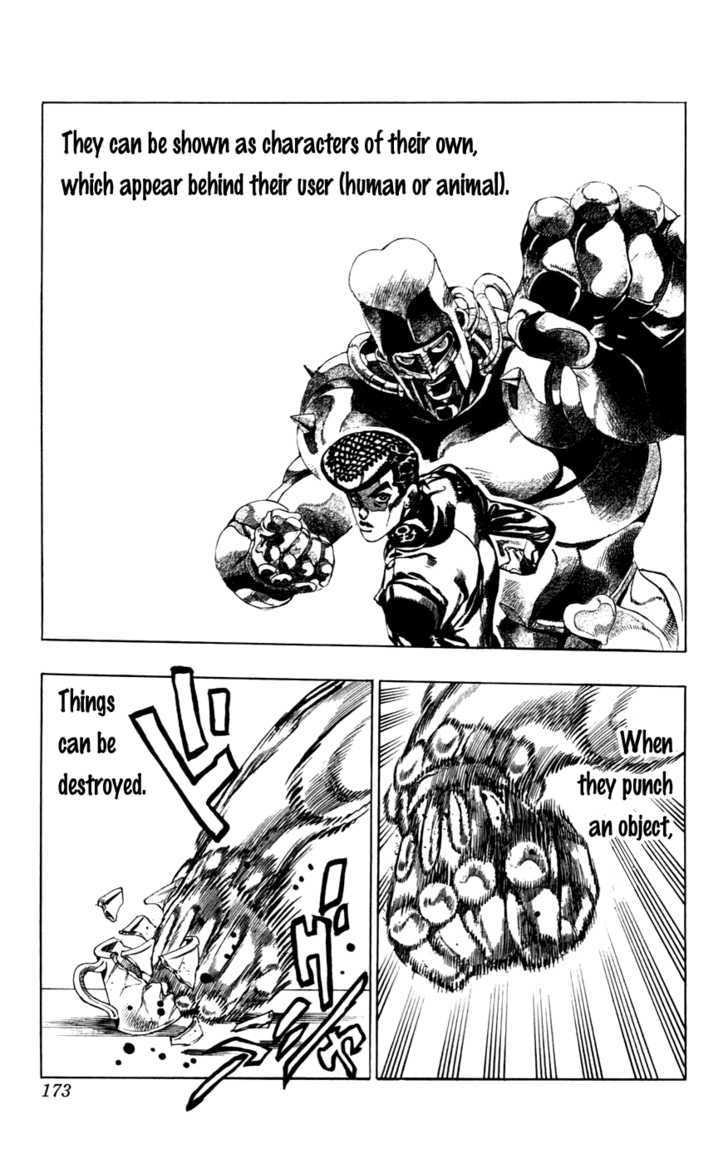 They can be shown as characters of their own,
which appear behind their user (human or animal).
When
they punch
an object,
Things
can be
destroyed.
173